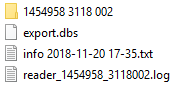 1454958 3118 002
export.dbs
info 2018-11-20 17-35.txt
reader_1454958_3118002.log